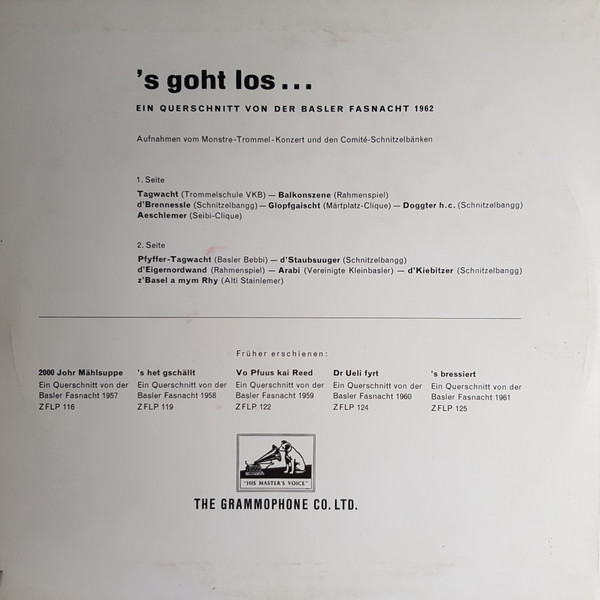 's goht los...
EIN QUERSCHNITT VON DER BASLER FASNACHT 1962
Aufnahmen vom Monstre-Trommel-Konzert und den Comité-Schnitzelbänken
1. Seite
Tagwacht (Trommelschule VKB) — Balkonszene (Rahmenspiel)
d'Brennessle (Schnitzelbangg) — Glopfgaischt (Märtplatz-Clique) — Doggter h.c. (Schnitzelbangg)
Aeschlemer (Seibi-Clique)
2. Seite
Pfyffer-Tagwacht (Basler Bebbi) — d'Staubsuuger (Schnitzelbangg)
d'Eigernordwand (Rahmenspiel) — Arabi (Vereinigte Kleinbasler) — d'Kiebitzer (Schnitzelbangg)
z'Basel a mym Rhy (Alti Stainlemer)
Früher erschienen:
2000 Johr Mählsuppe
Ein Querschnitt von der
Basler Fasnacht 1957
ZFLP 116
's het gschällt
Ein Querschnitt von der
Basler Fasnacht 1958
ZFLP 119
Vo Pfuus kai Reed
Ein Querschnitt von der
Basler Fasnacht 1959
ZFLP 122
Dr Ueli fyrt
Ein Querschnitt von der
Basler Fasnacht 1960
ZFLP 124
's bressiert
Ein Querschnitt von der
Basler Fasnacht 1961
ZFLP 125
"HIS MASTER'S VOICE"
THE GRAMMOPHONE CO. LTD.